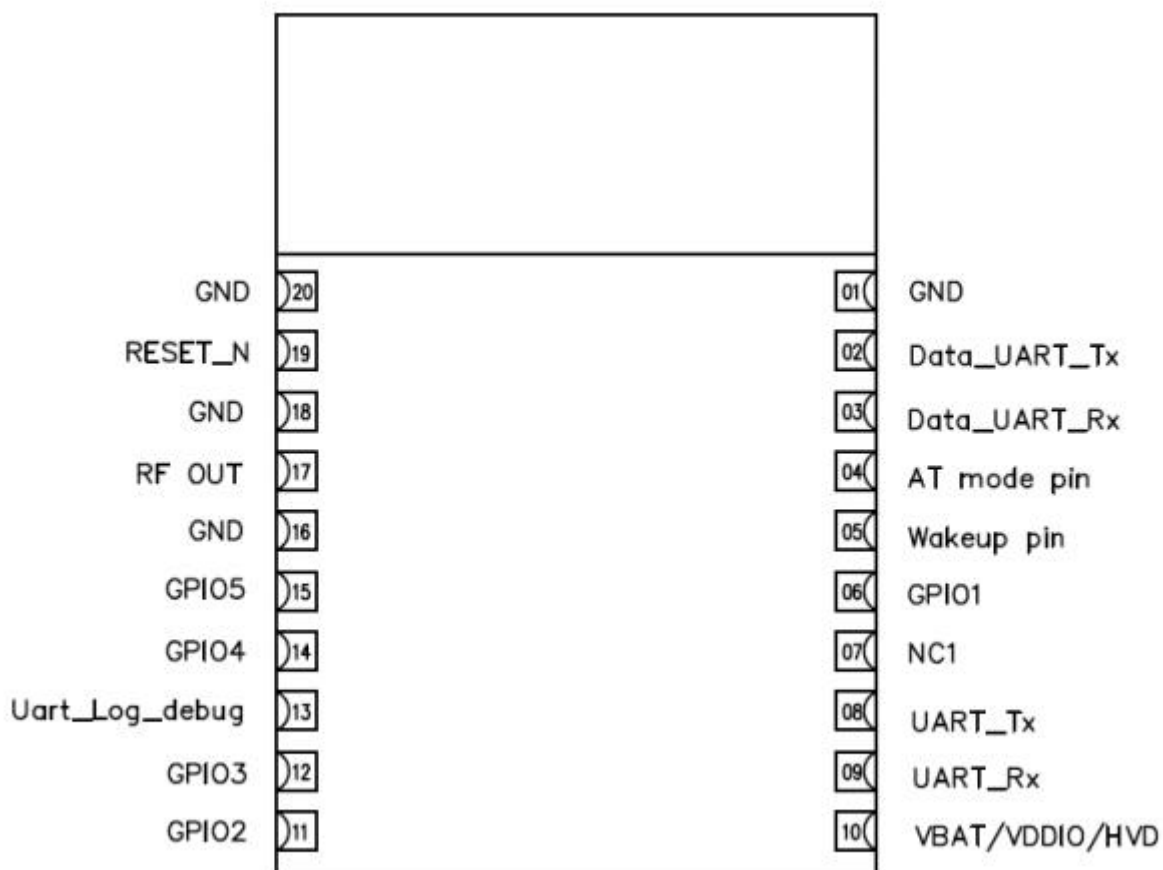 GND 20 01 GND
RESET_N 19 02 Data_UART_Tx
GND 18 03 Data_UART_Rx
RF OUT 17 04 AT mode pin
GND 16 05 Wakeup pin
GPIO5 15 06 GPIO1
GPIO4 14 07 NC1
Uart_Log_debug 13 08 UART_Tx
GPIO3 12 09 UART_Rx
GPIO2 11 10 VBAT/VDDIO/HVD